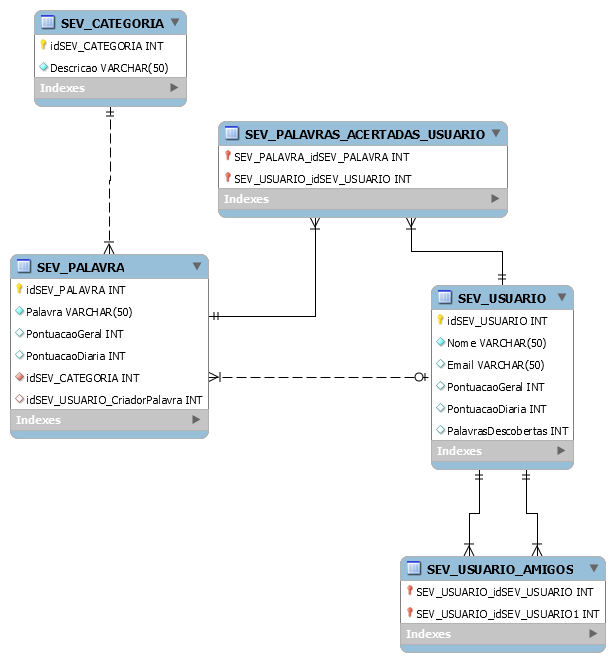 SEV_CATEGORIA
idSEV_CATEGORIA INT
Descricao VARCHAR(50)
Indexes
SEV_PALAVRAS_ACERTADAS_USUARIO
SEV_PALAVRA_idSEV_PALAVRA INT
SEV_USUARIO_idSEV_USUARIO INT
Indexes
SEV_PALAVRA
idSEV_PALAVRA INT
Palavra VARCHAR(50)
PontuacaoGeral INT
PontuacaoDiaria INT
idSEV_CATEGORIA INT
idSEV_USUARIO_CriadorPalavra INT
Indexes
SEV_USUARIO
idSEV_USUARIO INT
Nome VARCHAR(50)
Email VARCHAR(50)
PontuacaoGeral INT
PontuacaoDiaria INT
PalavrasDescobertas INT
Indexes
SEV_USUARIO_AMIGOS
SEV_USUARIO_idSEV_USUARIO INT
SEV_USUARIO_idSEV_USUARIO1 INT
Indexes